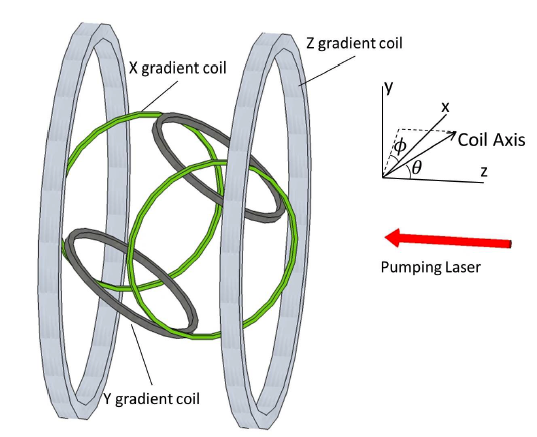 Z gradient coil
X gradient coil
y
x
ϕ
Coil Axis
θ
z
Pumping Laser
Y gradient coil